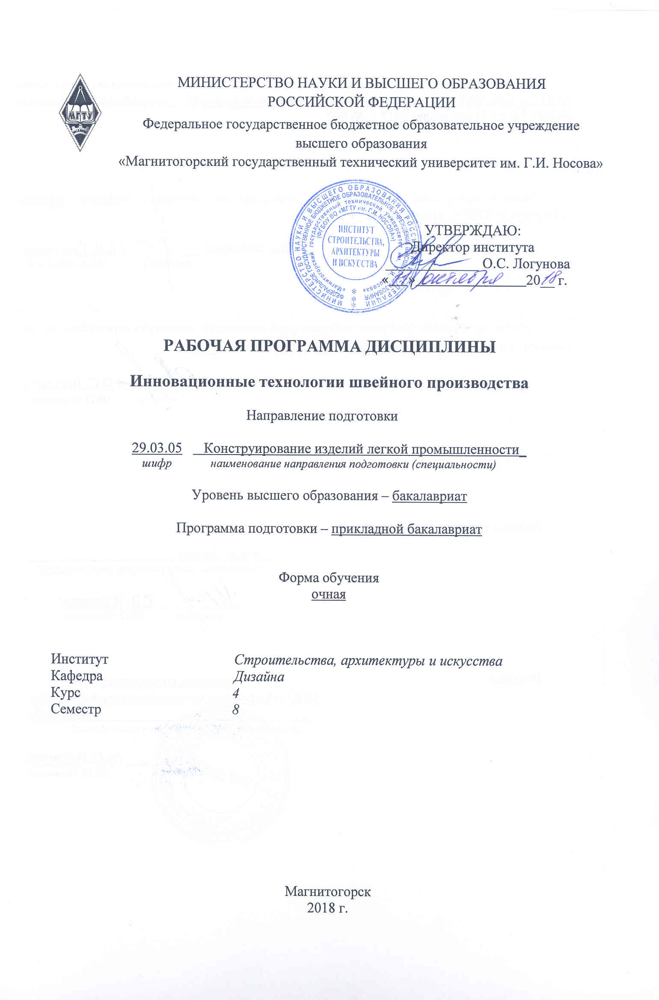 МИНИСТЕРСТВО НАУКИ И ВЫСШЕГО ОБРАЗОВАНИЯ
РОССИЙСКОЙ ФЕДЕРАЦИИ
Федеральное государственное бюджетное образовательное учреждение
высшего образования
«Магнитогорский государственный технический университет им. Г.И. Носова»
МГТУ
МИНИСТЕРСТВО НАУКИ И ВЫСШЕГО ОБРАЗОВАНИЯ РОССИЙСКОЙ ФЕДЕРАЦИИ
ФЕДЕРАЛЬНОЕ ГОСУДАРСТВЕННОЕ БЮДЖЕТНОЕ ОБРАЗОВАТЕЛЬНОЕ УЧРЕЖДЕНИЕ ВЫСШЕГО ОБРАЗОВАНИЯ
«Магнитогорский государственный технический университет им. Г.И. Носова»
(ФГБОУ ВО «МГТУ им. Г.И. НОСОВА»)
ИНСТИТУТ
СТРОИТЕЛЬСТВА,
АРХИТЕКТУРЫ
И ИСКУССТВА
УТВЕРЖДАЮ:
Директор института
О.С. Логунова
« » октября 2018 г.
РАБОЧАЯ ПРОГРАММА ДИСЦИПЛИНЫ
Инновационные технологии швейного производства
Направление подготовки
29.03.05 Конструирование изделий легкой промышленности
шифр наименование направления подготовки (специальности)
Уровень высшего образования – бакалавриат
Программа подготовки – прикладной бакалавриат
Форма обучения
очная
Институт Строительства, архитектуры и искусства
Кафедра Дизайна
Курс 4
Семестр 8
Магнитогорск
2018 г.